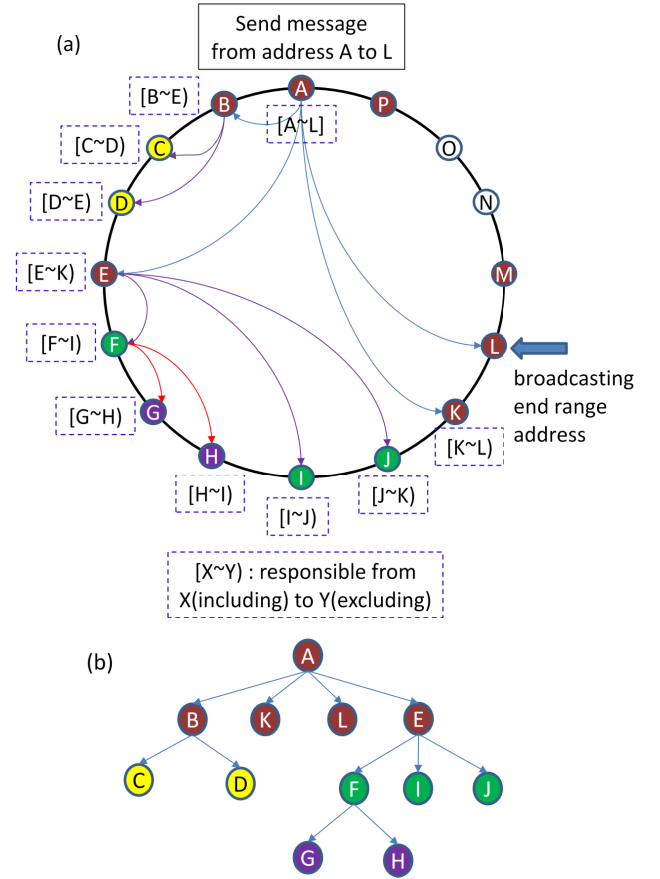 (a)
Send message
from address A to L
A
[A~L]
B
[B~E)
P
C
[C~D)
O
D
[D~E)
N
E
[E~K)
M
F
[F~I)
L
broadcasting
end range
address
G
[G~H)
K
[K~L)
H
[H~I)
J
[J~K)
I
[I~J)
[X~Y) : responsible from
X(including) to Y(excluding)
(b)
A
B K L E
C D F I J
G H